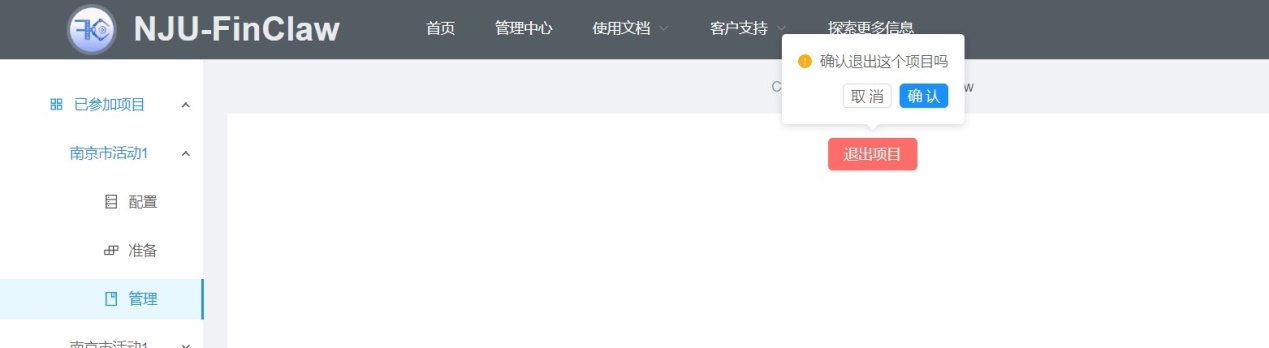 NJU-FinClaw
首页 管理中心 使用文档 客户支持 探索更多信息
确认退出这个项目吗
取消 确认
已参加项目
南京市活动1
退出项目
配置
准备
管理
南京市活动1